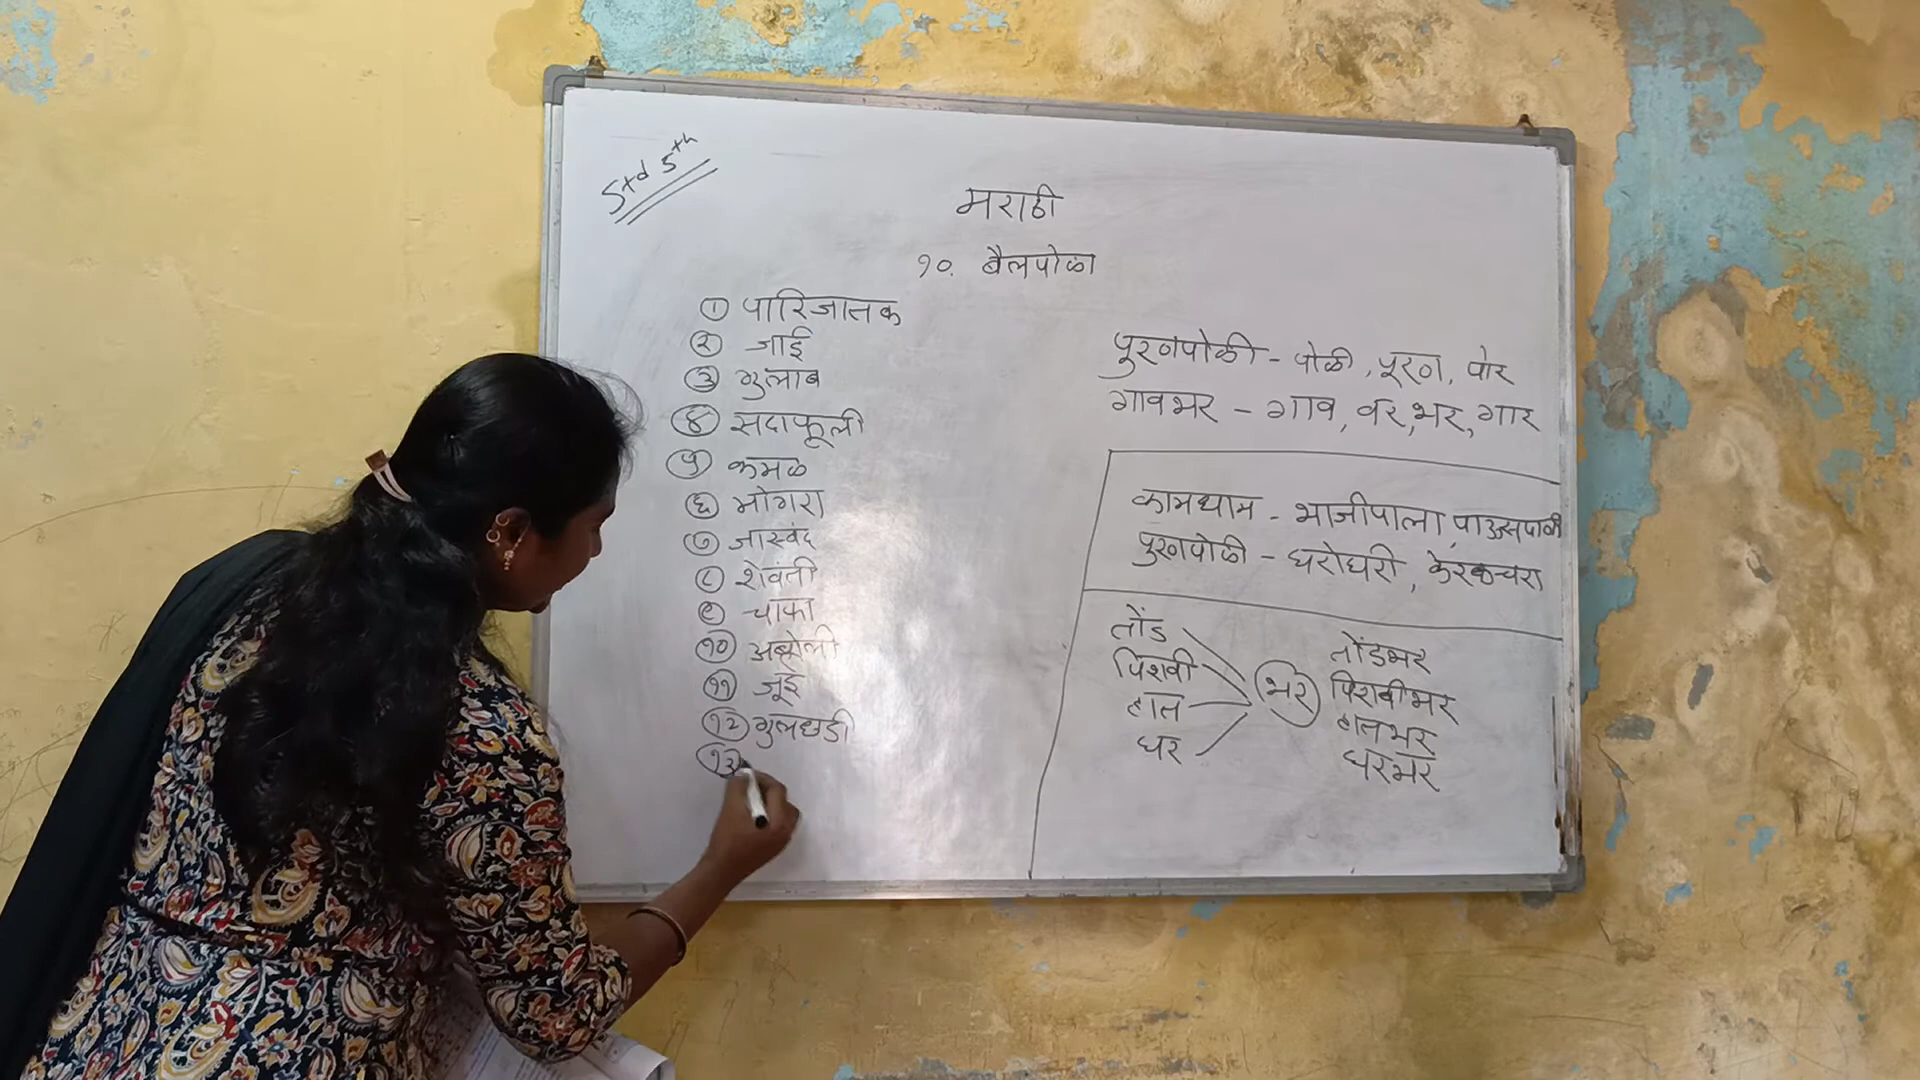 Std 5th
मराठी
१०. बैलपोळा
① पारिजातक
② जाई
③ गुलाब
④ सदाफूली
⑤ कमळ
⑥ मोगरा
⑦ जास्वंद
⑧ शेवंती
⑨ चाफा
⑩ अबोली
⑪ जूई
⑫ गुलछडी
⑬
पुरणपोळी - पोळी, पूरण, पोर
गावभर - गाव, वर, भर, गार
कामधाम - भाजीपाला, पाऊसपाणी
पुरणपोळी - घरोघरी, केरकचरा
तोंड
पिशवी
हात
घर
भर
तोंडभर
पिशवीभर
हातभर
घरभर